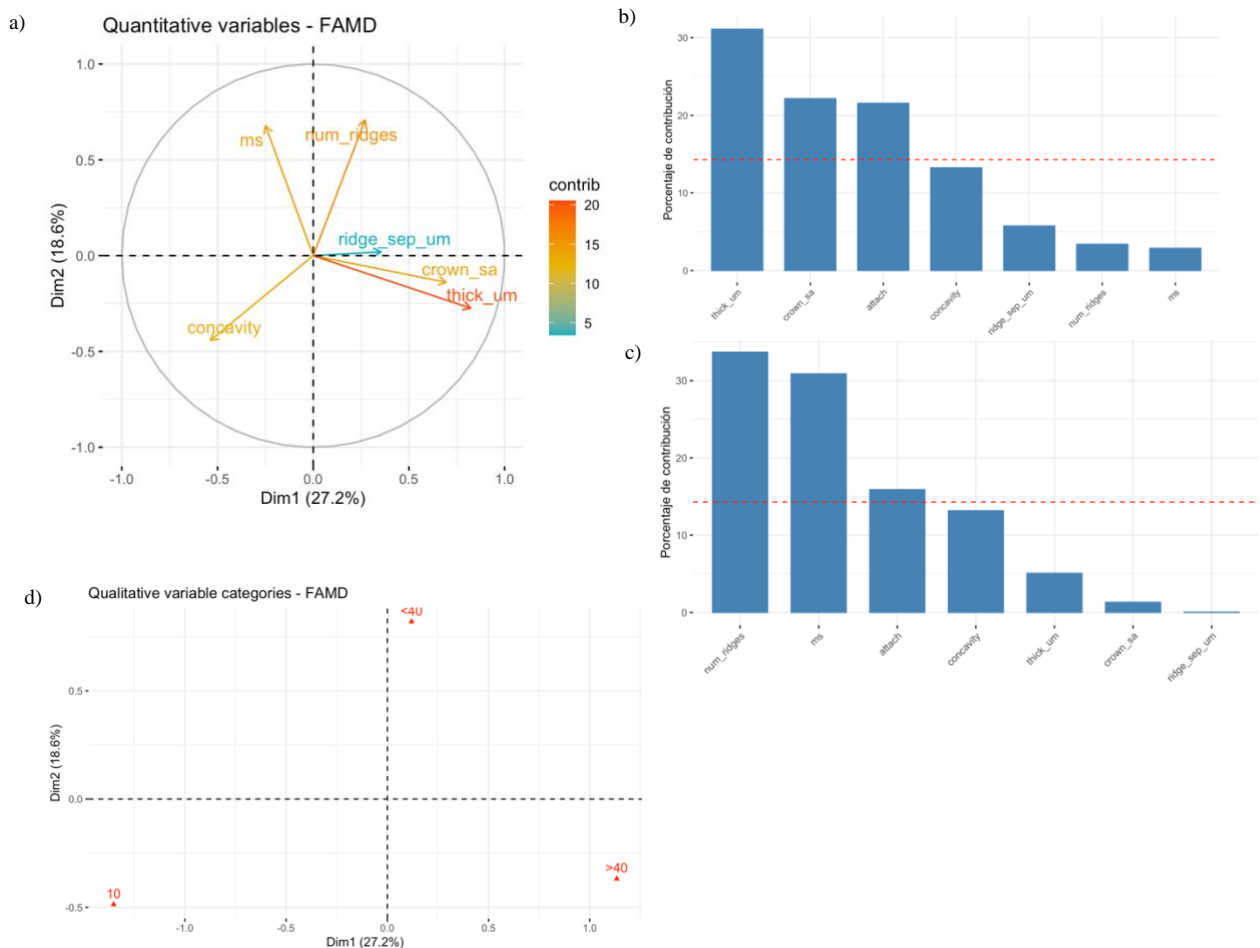 a)
Quantitative variables - FAMD
1.0
0.5
0.0
-0.5
-1.0
Dim2 (18.6%)
ms
num_ridges
ridge_sep_um
crown_sa
thick_um
concavity
-1.0
-0.5
0.0
0.5
1.0
Dim1 (27.2%)
contrib
20
15
10
5
b)
Porcentaje de contribución
30
20
10
0
thick_um
crown_sa
attach
concavity
ridge_sep_um
num_ridges
ms
c)
Porcentaje de contribución
30
20
10
0
num_ridges
ms
attach
concavity
thick_um
crown_sa
ridge_sep_um
d)
Qualitative variable categories - FAMD
<40
0.5
0.0
-0.5
Dim2 (18.6%)
10
>40
-1.0
-0.5
0.0
0.5
1.0
Dim1 (27.2%)